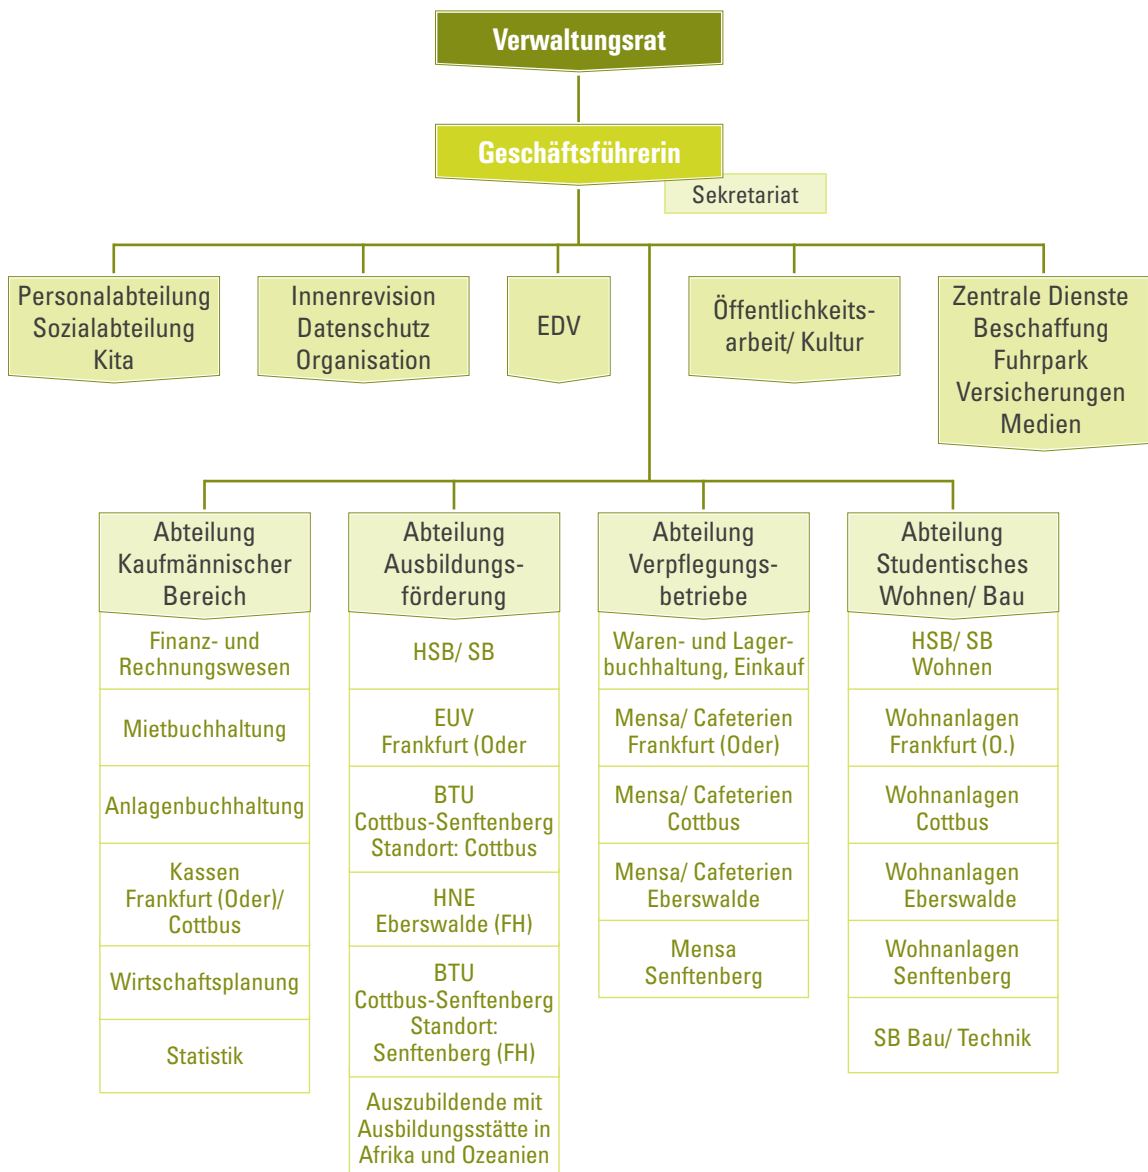 Verwaltungsrat
Geschäftsführerin
Sekretariat
Personalabteilung
Sozialabteilung
Kita
Innenrevision
Datenschutz
Organisation
EDV
Öffentlichkeits-
arbeit/ Kultur
Zentrale Dienste
Beschaffung
Fuhrpark
Versicherungen
Medien
Abteilung
Kaufmännischer
Bereich
Finanz- und
Rechnungswesen
Mietbuchhaltung
Anlagenbuchhaltung
Kassen
Frankfurt (Oder)/
Cottbus
Wirtschaftsplanung
Statistik
Abteilung
Ausbildungs-
förderung
HSB/ SB
EUV
Frankfurt (Oder
BTU
Cottbus-Senftenberg
Standort: Cottbus
HNE
Eberswalde (FH)
BTU
Cottbus-Senftenberg
Standort:
Senftenberg (FH)
Auszubildende mit
Ausbildungsstätte in
Afrika und Ozeanien
Abteilung
Verpflegungs-
betriebe
Waren- und Lager-
buchhaltung, Einkauf
Mensa/ Cafeterien
Frankfurt (Oder)
Mensa/ Cafeterien
Cottbus
Mensa/ Cafeterien
Eberswalde
Mensa
Senftenberg
Abteilung
Studentisches
Wohnen/ Bau
HSB/ SB
Wohnen
Wohnanlagen
Frankfurt (O.)
Wohnanlagen
Cottbus
Wohnanlagen
Eberswalde
Wohnanlagen
Senftenberg
SB Bau/ Technik